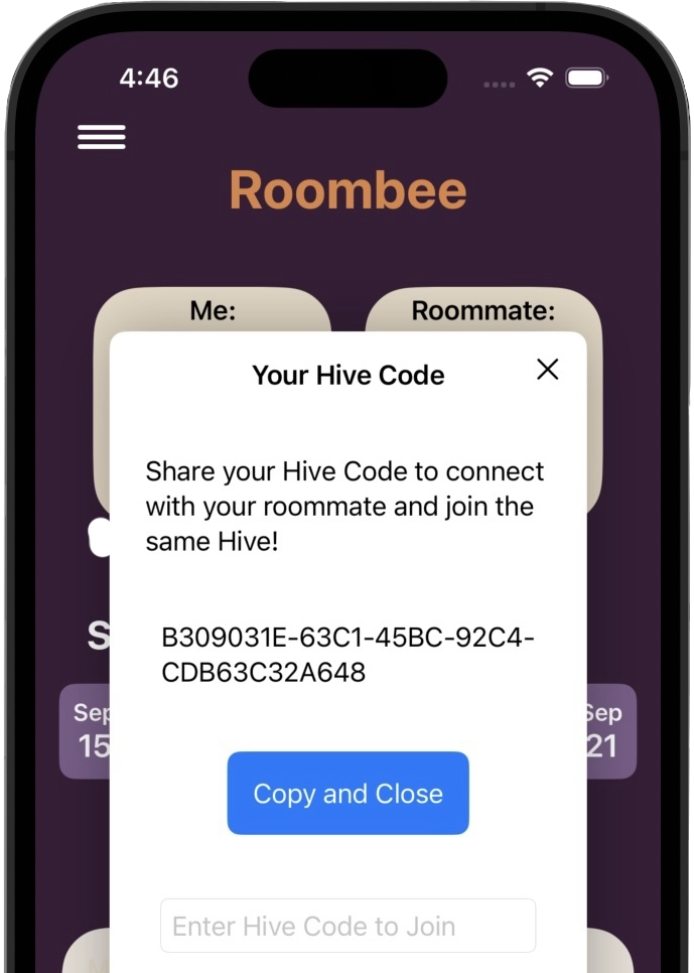 4:46
Roombee
Me:
Roommate:
Your Hive Code
Share your Hive Code to connect
with your roommate and join the
same Hive!
B309031E-63C1-45BC-92C4-
CDB63C32A648
S
Sep
15
Sep
21
Copy and Close
Enter Hive Code to Join